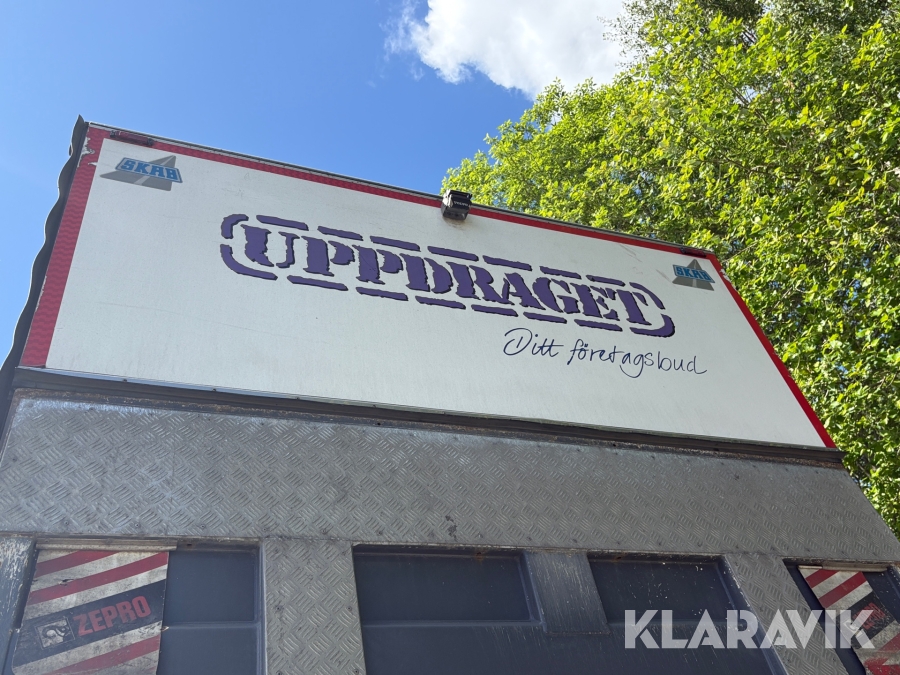 SKAB
UPPDRAGET
SKAB
Ditt företagsbud
ZEPRO
KLARAVIK